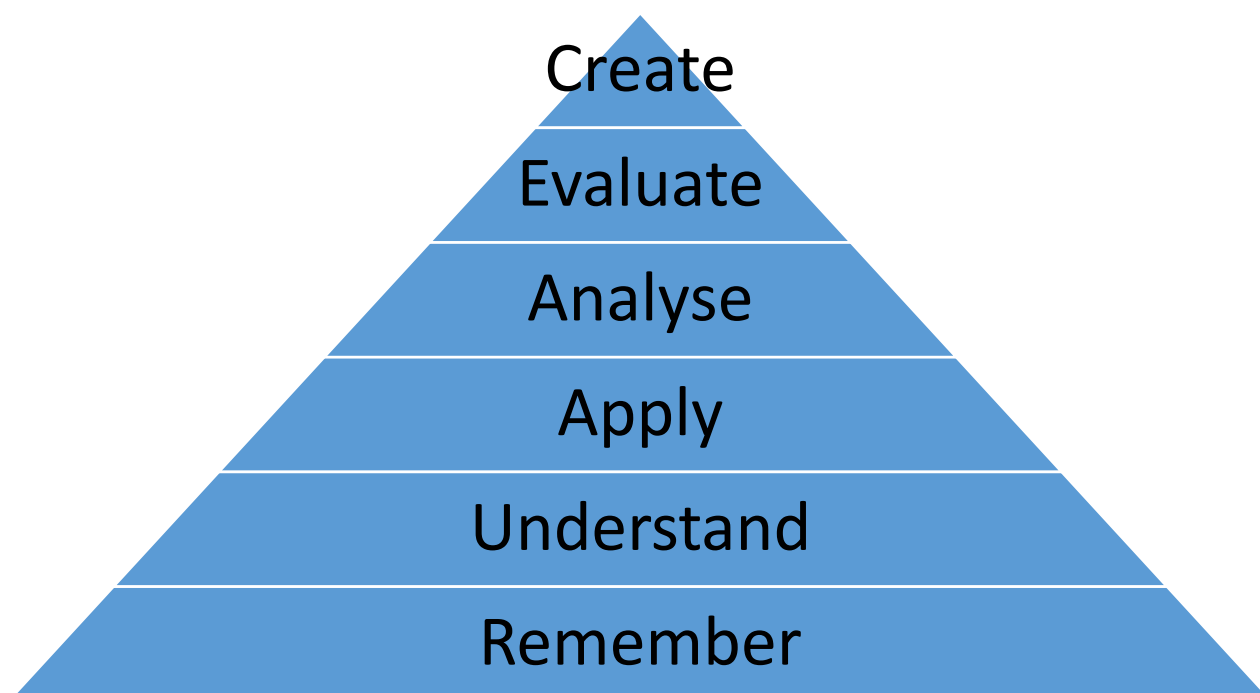 Create
Evaluate
Analyse
Apply
Understand
Remember